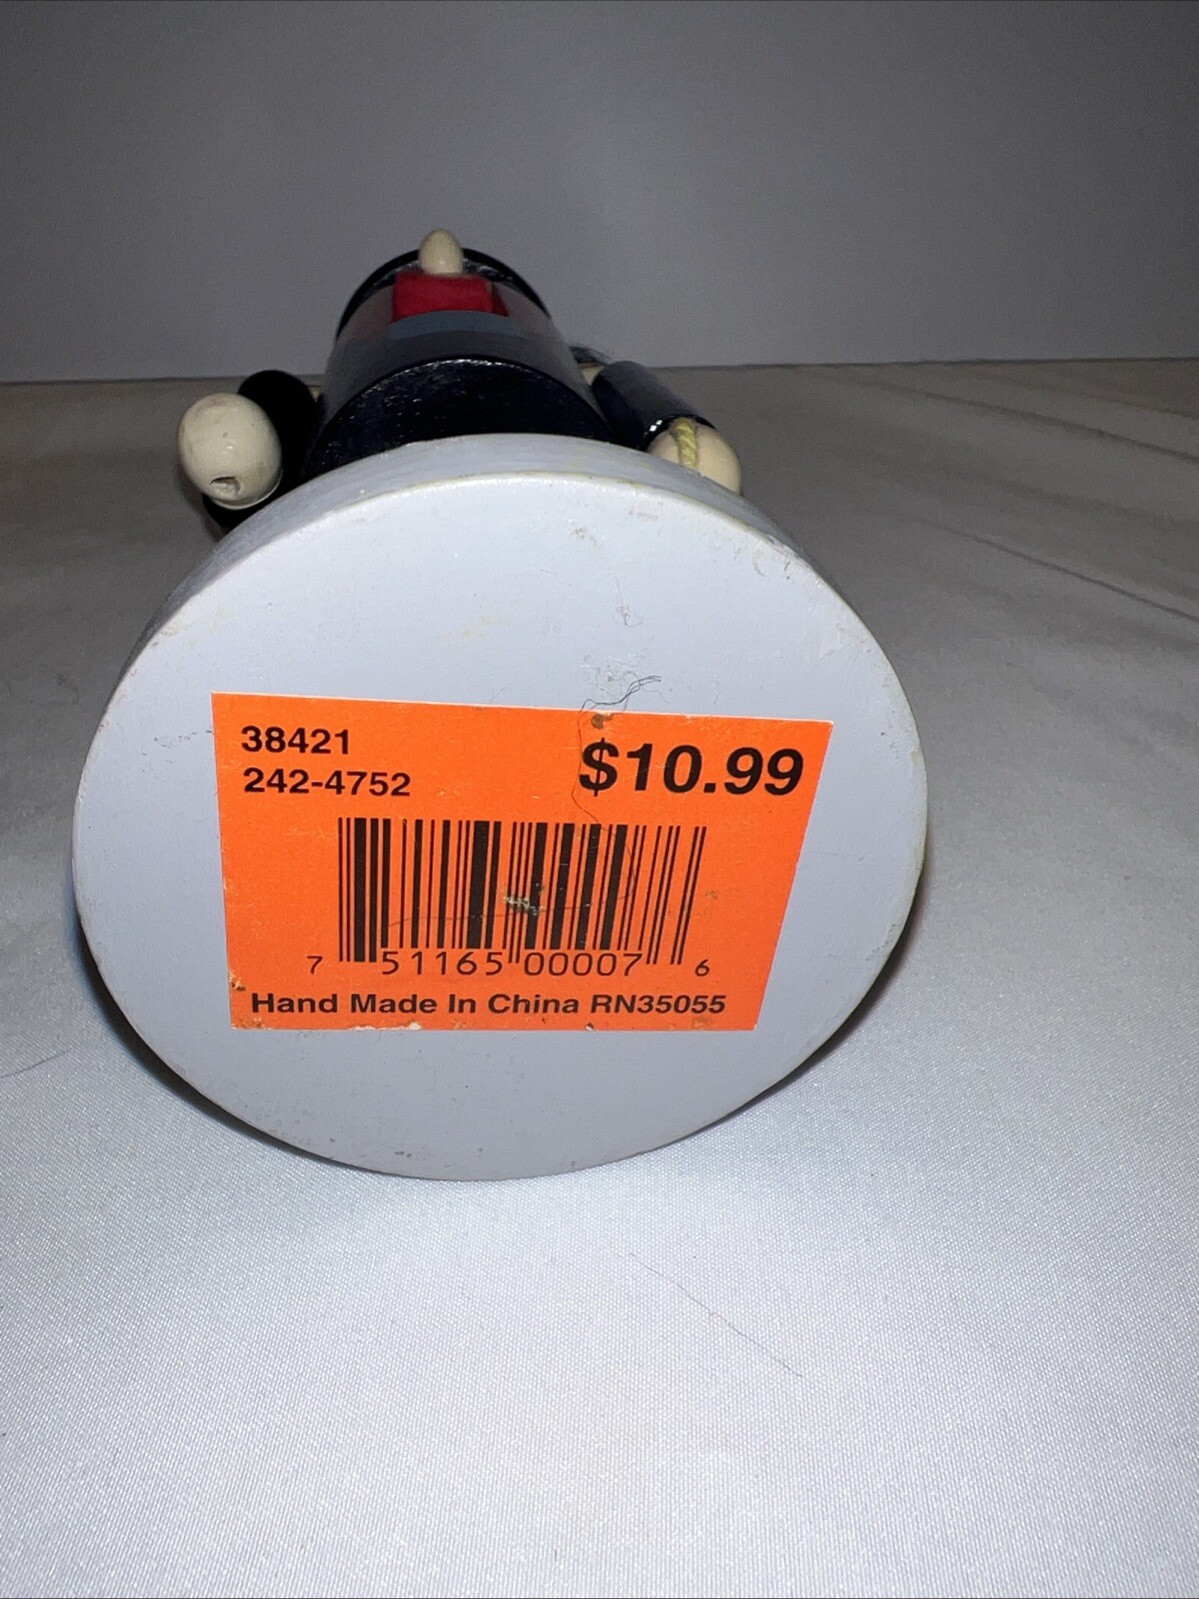 38421
242-4752
$10.99
7 51165 00007 6
Hand Made In China RN35055